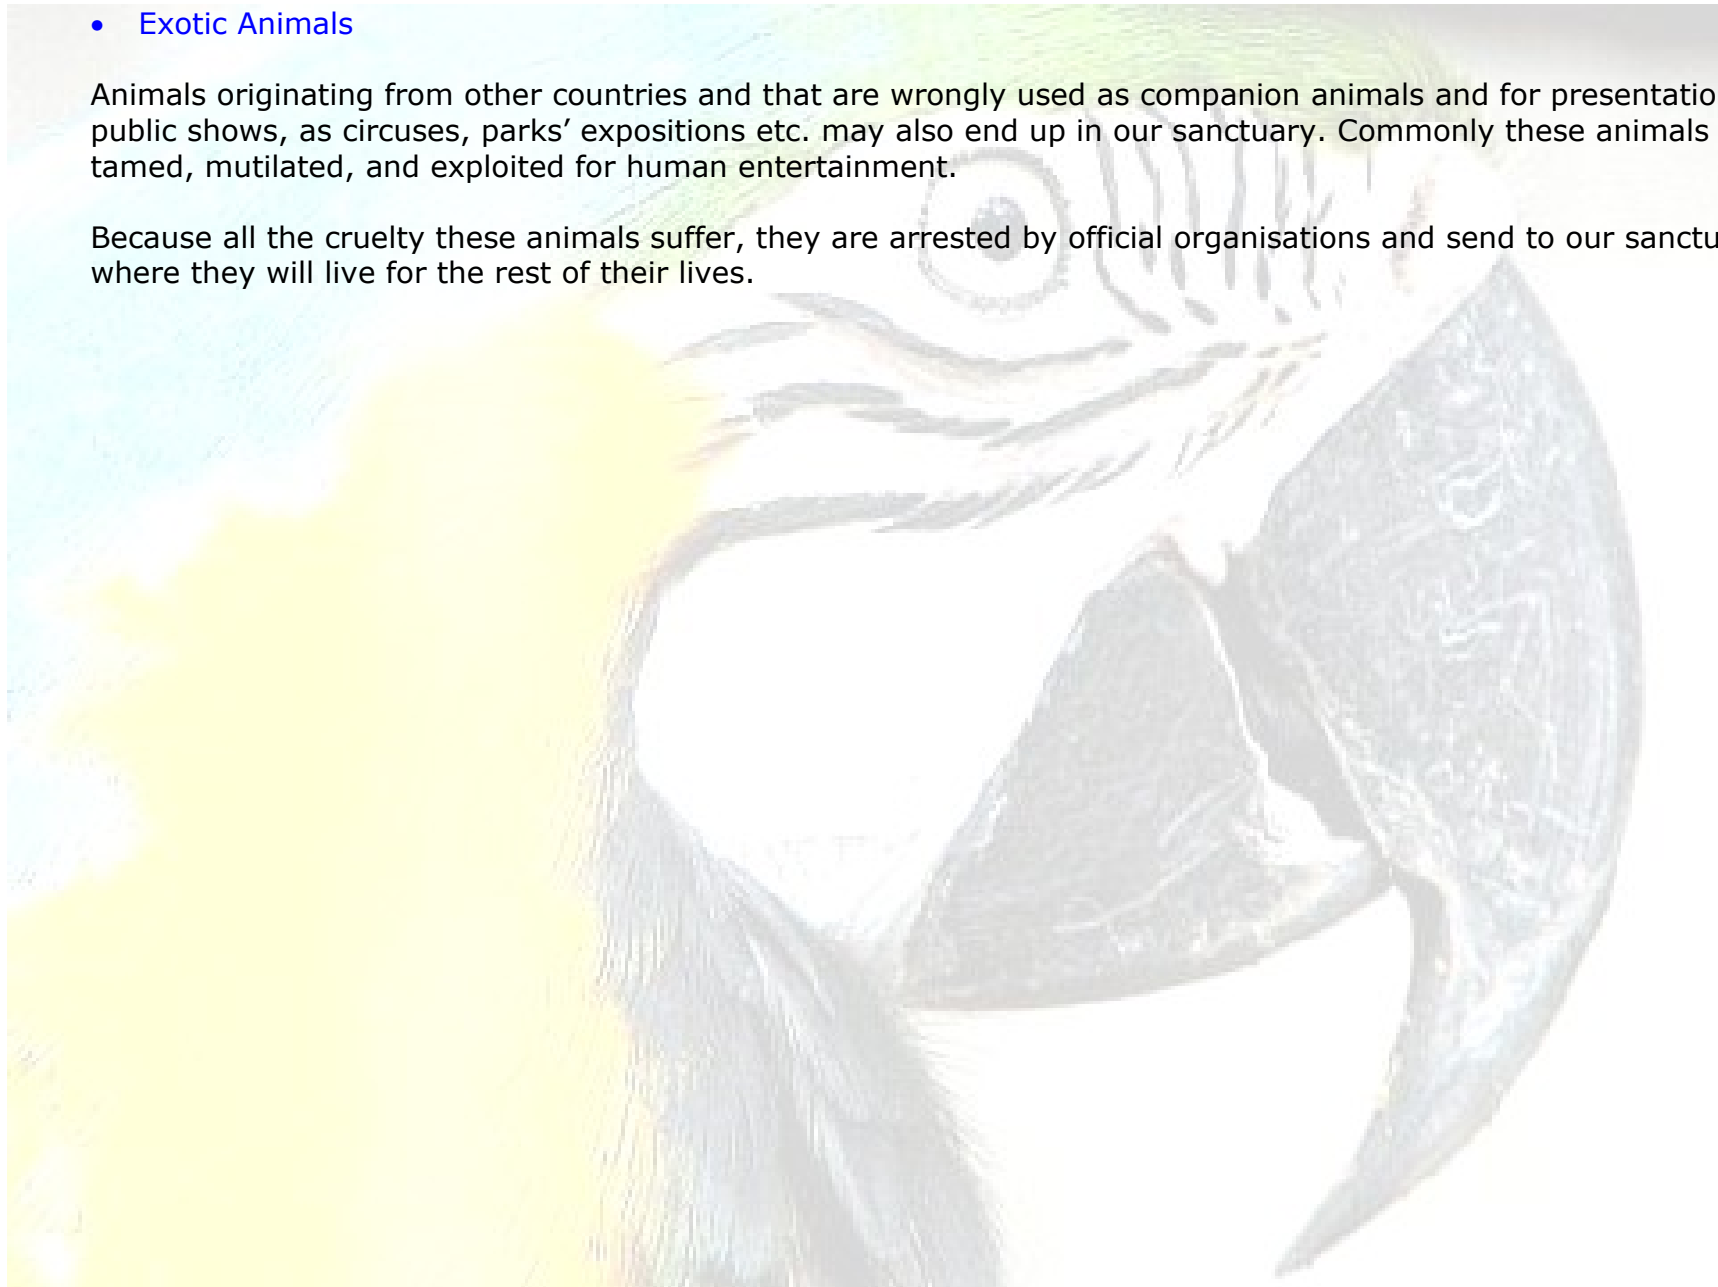 • Exotic Animals
Animals originating from other countries and that are wrongly used as companion animals and for presentatio
public shows, as circuses, parks’ expositions etc. may also end up in our sanctuary. Commonly these animals
tamed, mutilated, and exploited for human entertainment.
Because all the cruelty these animals suffer, they are arrested by official organisations and send to our sanctu
where they will live for the rest of their lives.